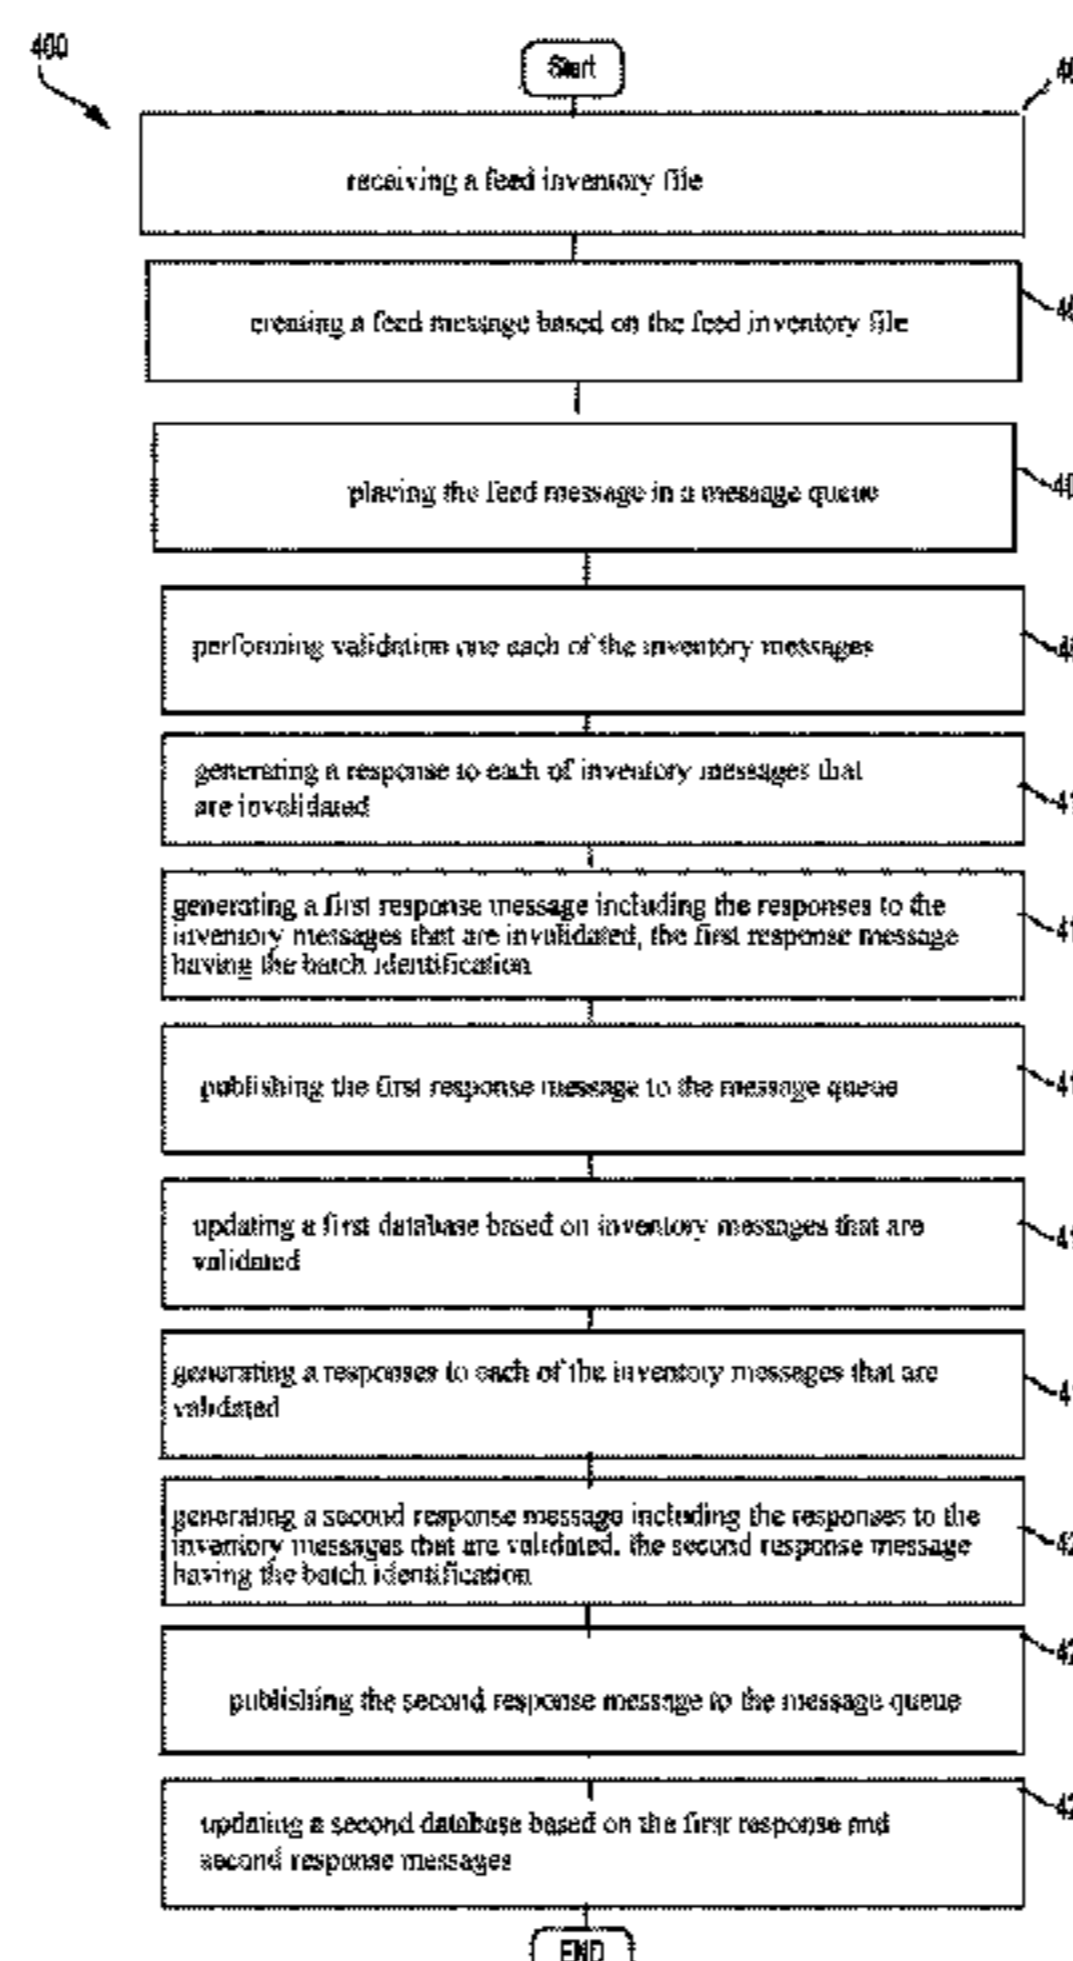 400
Start
receiving a feed inventory file
creating a feed message based on the feed inventory file
placing the feed message in a message queue
performing validation one each of the inventory messages
generating a response to each of inventory messages that
are invalidated
generating a first response message including the responses to the
inventory messages that are invalidated, the first response message
having the batch identification
publishing the first response message to the message queue
updating a first database based on inventory messages that are
validated
generating a responses to each of the inventory messages that are
validated
generating a second response message including the responses to the
inventory messages that are validated, the second response message
having the batch identification
publishing the second response message to the message queue
updating a second database based on the first response and
second response messages
END